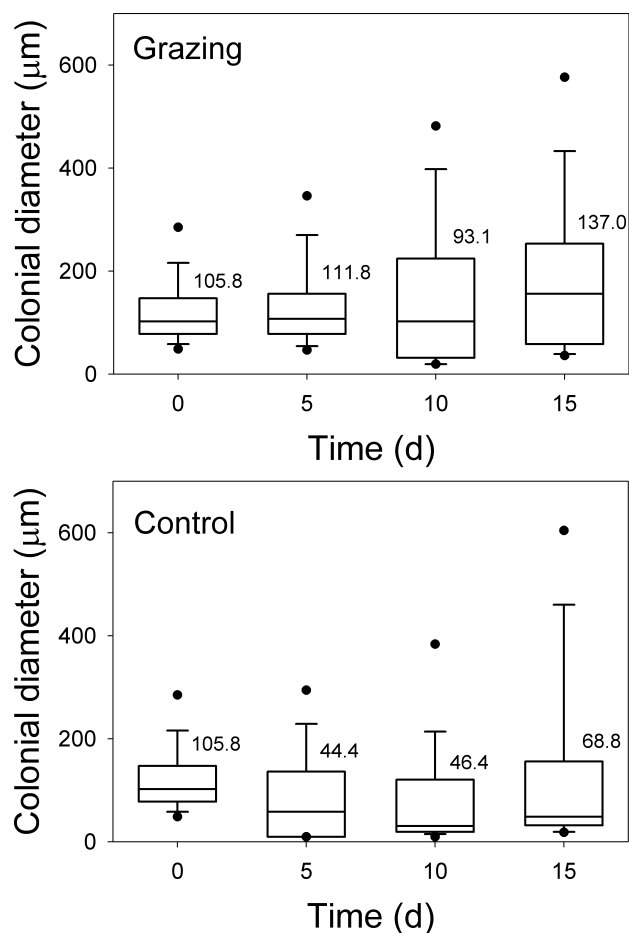 Grazing
Colonial diameter (μm)
600
400
200
0
105.8
111.8
93.1
137.0
0 5 10 15
Time (d)
Control
Colonial diameter (μm)
600
400
200
0
105.8
44.4
46.4
68.8
0 5 10 15
Time (d)